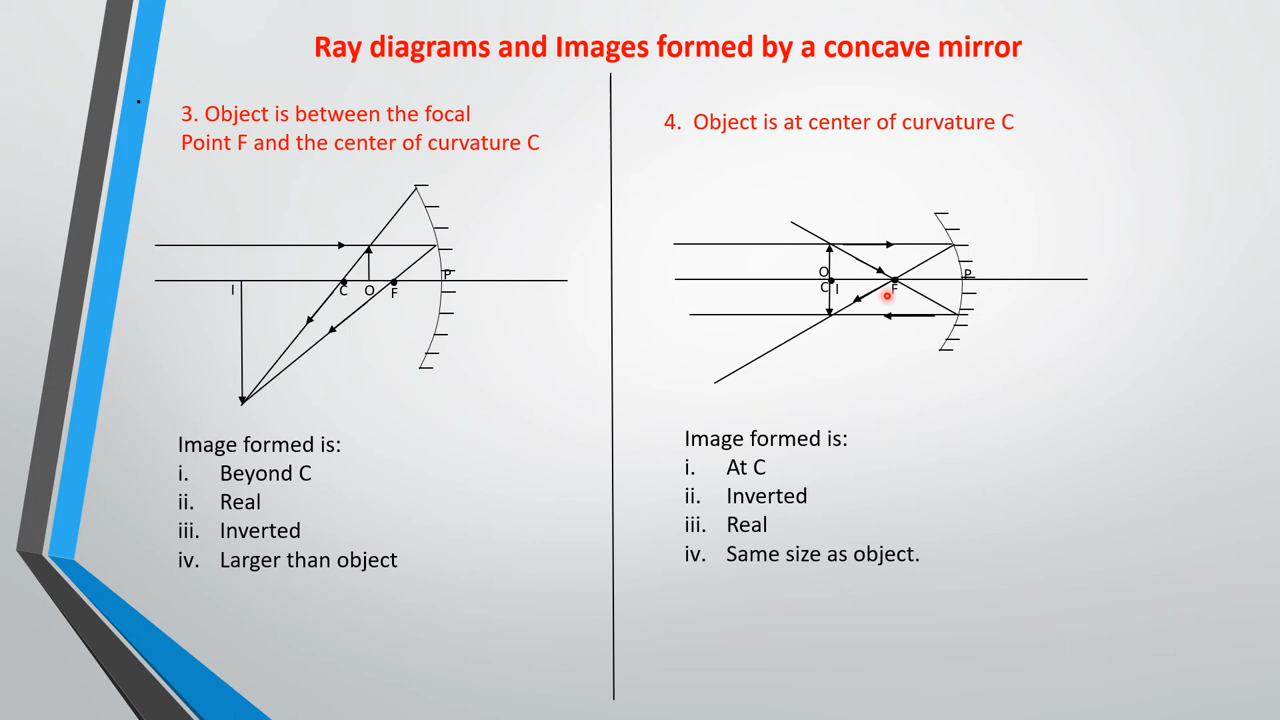 Ray diagrams and Images formed by a concave mirror
3. Object is between the focal
Point F and the center of curvature C
I
C
O
F
P
Image formed is:
i. Beyond C
ii. Real
iii. Inverted
iv. Larger than object
4. Object is at center of curvature C
O
C
I
F
P
Image formed is:
i. At C
ii. Inverted
iii. Real
iv. Same size as object.